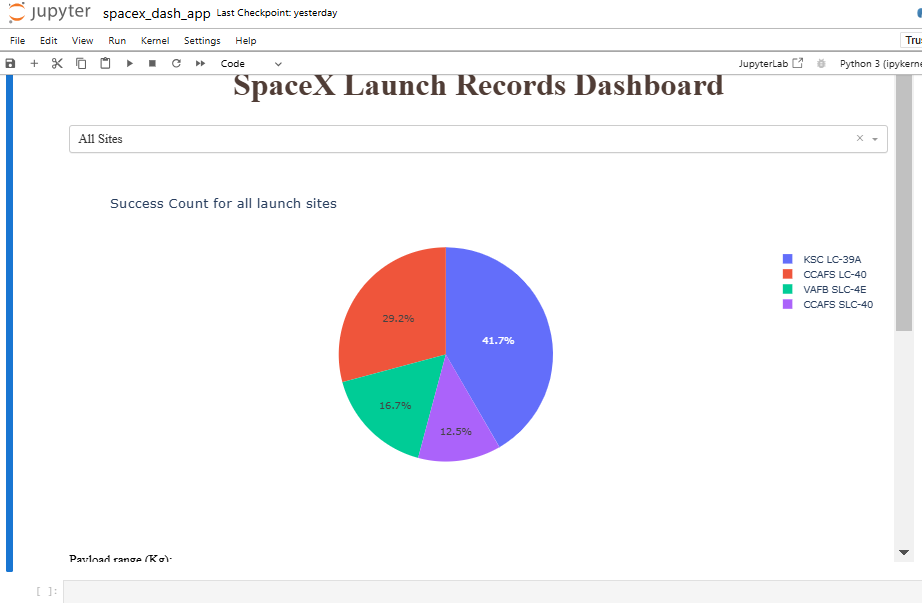 jupyter spacex_dash_app Last Checkpoint: yesterday
File Edit View Run Kernel Settings Help
Code JupyterLab Python 3 (ipykerne
SpaceX Launch Records Dashboard
All Sites
Success Count for all launch sites
KSC LC-39A
CCAFS LC-40
VAFB SLC-4E
CCAFS SLC-40
29.2%
41.7%
16.7%
12.5%
Payload range (Kg):
[ ]: